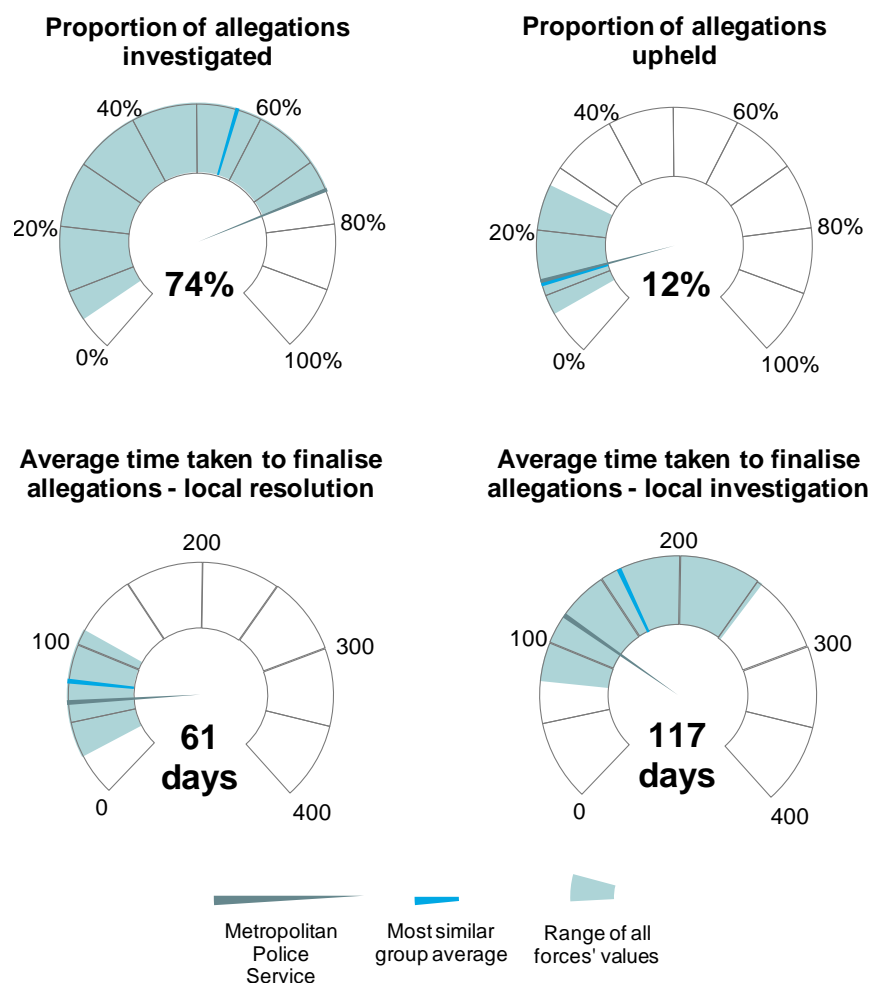 Proportion of allegations
investigated
40%
60%
20%
80%
74%
0%
100%
Proportion of allegations
upheld
40%
60%
20%
80%
12%
0%
100%
Average time taken to finalise
allegations - local resolution
200
100
300
61
days
0
400
Average time taken to finalise
allegations - local investigation
200
100
300
117
days
0
400
Metropolitan
Police
Service
Most similar
group average
Range of all
forces' values